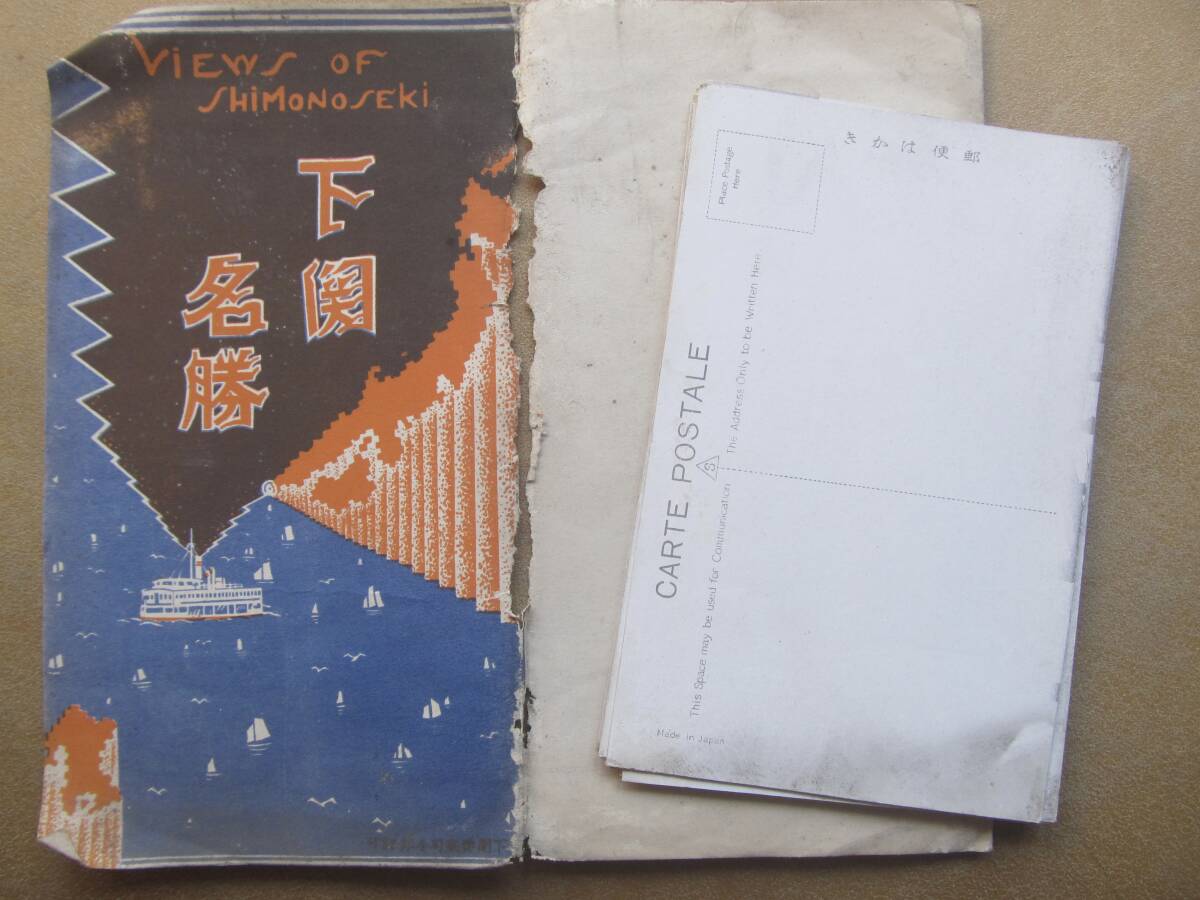 VIEWS OF
SHIMONOSEKI
下関
名勝
きかは便郵
Place Postage
Here
CARTE POSTALE
S
The Address Only to be Written Here
This Space may be used for Communication
Made in Japan